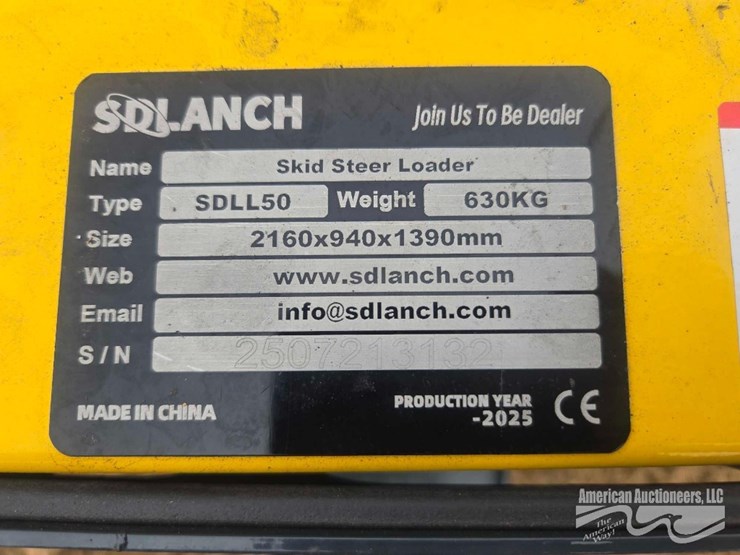 SDLANCH
Join Us To Be Dealer
Name Skid Steer Loader
Type SDLL50 Weight 630KG
Size 2160x940x1390mm
Web www.sdlanch.com
Email info@sdlanch.com
S/N 2507213132
MADE IN CHINA
PRODUCTION YEAR
-2025
CE
American Auctioneers, LLC
The
American
Way!